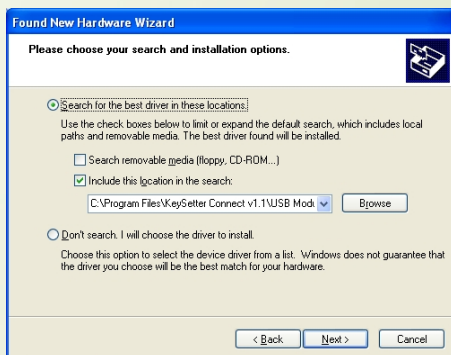 Found New Hardware Wizard
Please choose your search and installation options.
Search for the best driver in these locations.
Use the check boxes below to limit or expand the default search, which includes local
paths and removable media. The best driver found will be installed.
Search removable media (floppy, CD-ROM...)
Include this location in the search:
C:\Program Files\KeySetter Connect v1.1\USB Mod
Browse
Don't search. I will choose the driver to install.
Choose this option to select the device driver from a list. Windows does not guarantee that
the driver you choose will be the best match for your hardware.
< Back
Next >
Cancel